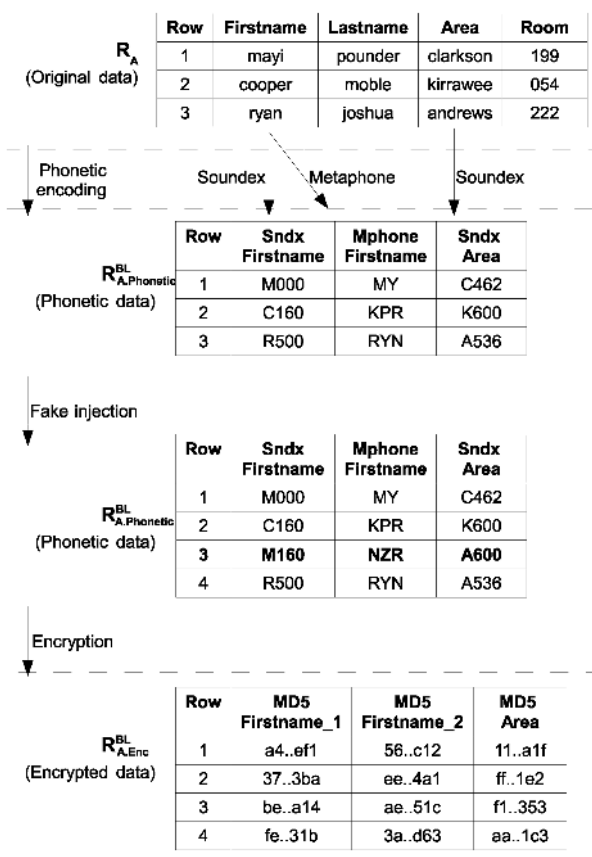 Row Firstname Lastname Area Room
R_A
(Original data)
1 mayi pounder clarkson 199
2 cooper moble kirrawee 054
3 ryan joshua andrews 222
Phonetic
encoding
Soundex Metaphone Soundex
Row Sndx Firstname Mphone Firstname Sndx Area
R^BL_A.Phonetic
(Phonetic data)
1 M000 MY C462
2 C160 KPR K600
3 R500 RYN A536
Fake injection
Row Sndx Firstname Mphone Firstname Sndx Area
R^BL_A.Phonetic
(Phonetic data)
1 M000 MY C462
2 C160 KPR K600
3 M160 NZR A600
4 R500 RYN A536
Encryption
Row MD5 Firstname_1 MD5 Firstname_2 MD5 Area
R^BL_A.Enc
(Encrypted data)
1 a4..ef1 56..c12 11..a1f
2 37..3ba ee..4a1 ff..1e2
3 be..a14 ae..51c f1..353
4 fe..31b 3a..d63 aa..1c3